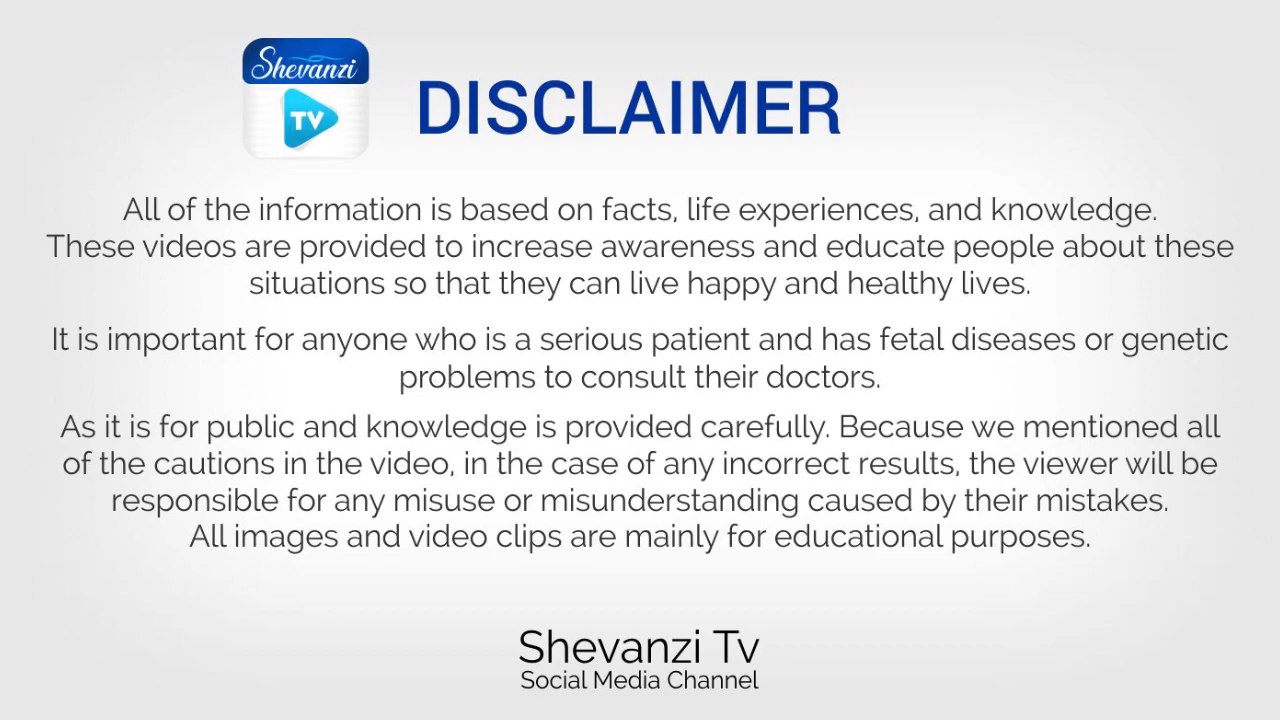 Shevanzi
TV
DISCLAIMER
All of the information is based on facts, life experiences, and knowledge.
These videos are provided to increase awareness and educate people about these
situations so that they can live happy and healthy lives.
It is important for anyone who is a serious patient and has fetal diseases or genetic
problems to consult their doctors.
As it is for public and knowledge is provided carefully. Because we mentioned all
of the cautions in the video, in the case of any incorrect results, the viewer will be
responsible for any misuse or misunderstanding caused by their mistakes.
All images and video clips are mainly for educational purposes.
Shevanzi Tv
Social Media Channel